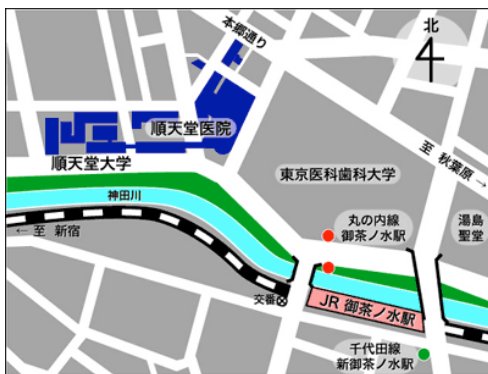 本郷通り
北
順天堂医院
順天堂大学
至 秋葉原 →
東京医科歯科大学
神田川
← 至 新宿
丸の内線
御茶ノ水駅
湯島
聖堂
交番
JR 御茶ノ水駅
千代田線
新御茶ノ水駅